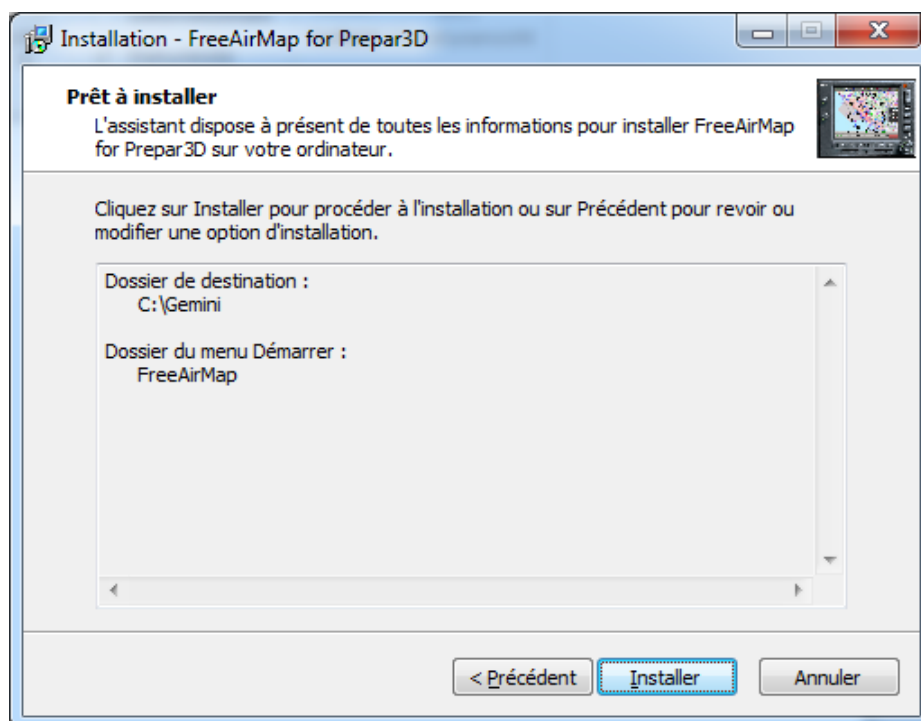 Installation - FreeAirMap for Prepar3D
Prêt à installer
L'assistant dispose à présent de toutes les informations pour installer FreeAirMap
for Prepar3D sur votre ordinateur.
Cliquez sur Installer pour procéder à l'installation ou sur Précédent pour revoir ou
modifier une option d'installation.
Dossier de destination :
C:\Gemini
Dossier du menu Démarrer :
FreeAirMap
< Précédent
Installer
Annuler